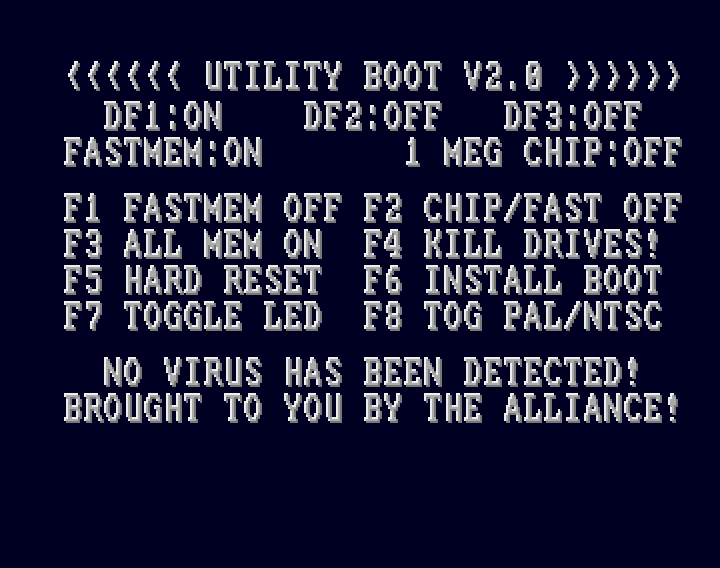 <<<<<< UTILITY BOOT V2.0 >>>>>>
DF1:ON DF2:OFF DF3:OFF
FASTMEM:ON 1 MEG CHIP:OFF
F1 FASTMEM OFF F2 CHIP/FAST OFF
F3 ALL MEM ON F4 KILL DRIVES!
F5 HARD RESET F6 INSTALL BOOT
F7 TOGGLE LED F8 TOG PAL/NTSC
NO VIRUS HAS BEEN DETECTED!
BROUGHT TO YOU BY THE ALLIANCE!